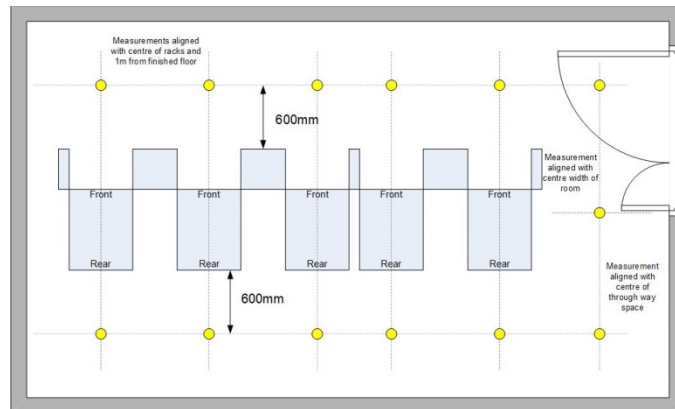 Measurements aligned
with centre of racks and
1m from finished floor
600mm
Measurement
aligned with
centre width of
room
Front
Front
Front
Front
Front
Rear
Rear
Rear
Rear
Rear
600mm
Measurement
aligned with
centre of
through way
space